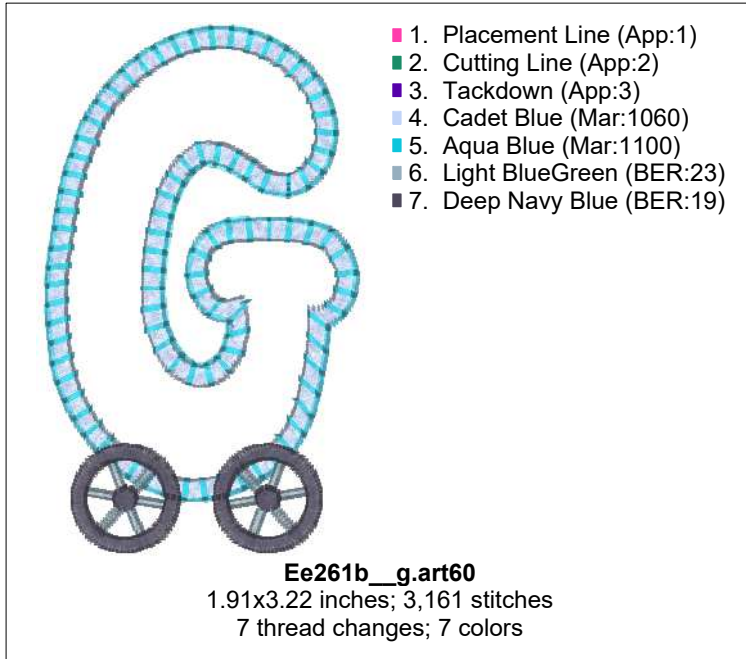 1. Placement Line (App:1)
2. Cutting Line (App:2)
3. Tackdown (App:3)
4. Cadet Blue (Mar:1060)
5. Aqua Blue (Mar:1100)
6. Light BlueGreen (BER:23)
7. Deep Navy Blue (BER:19)
G
Ee261b__g.art60
1.91x3.22 inches; 3,161 stitches
7 thread changes; 7 colors